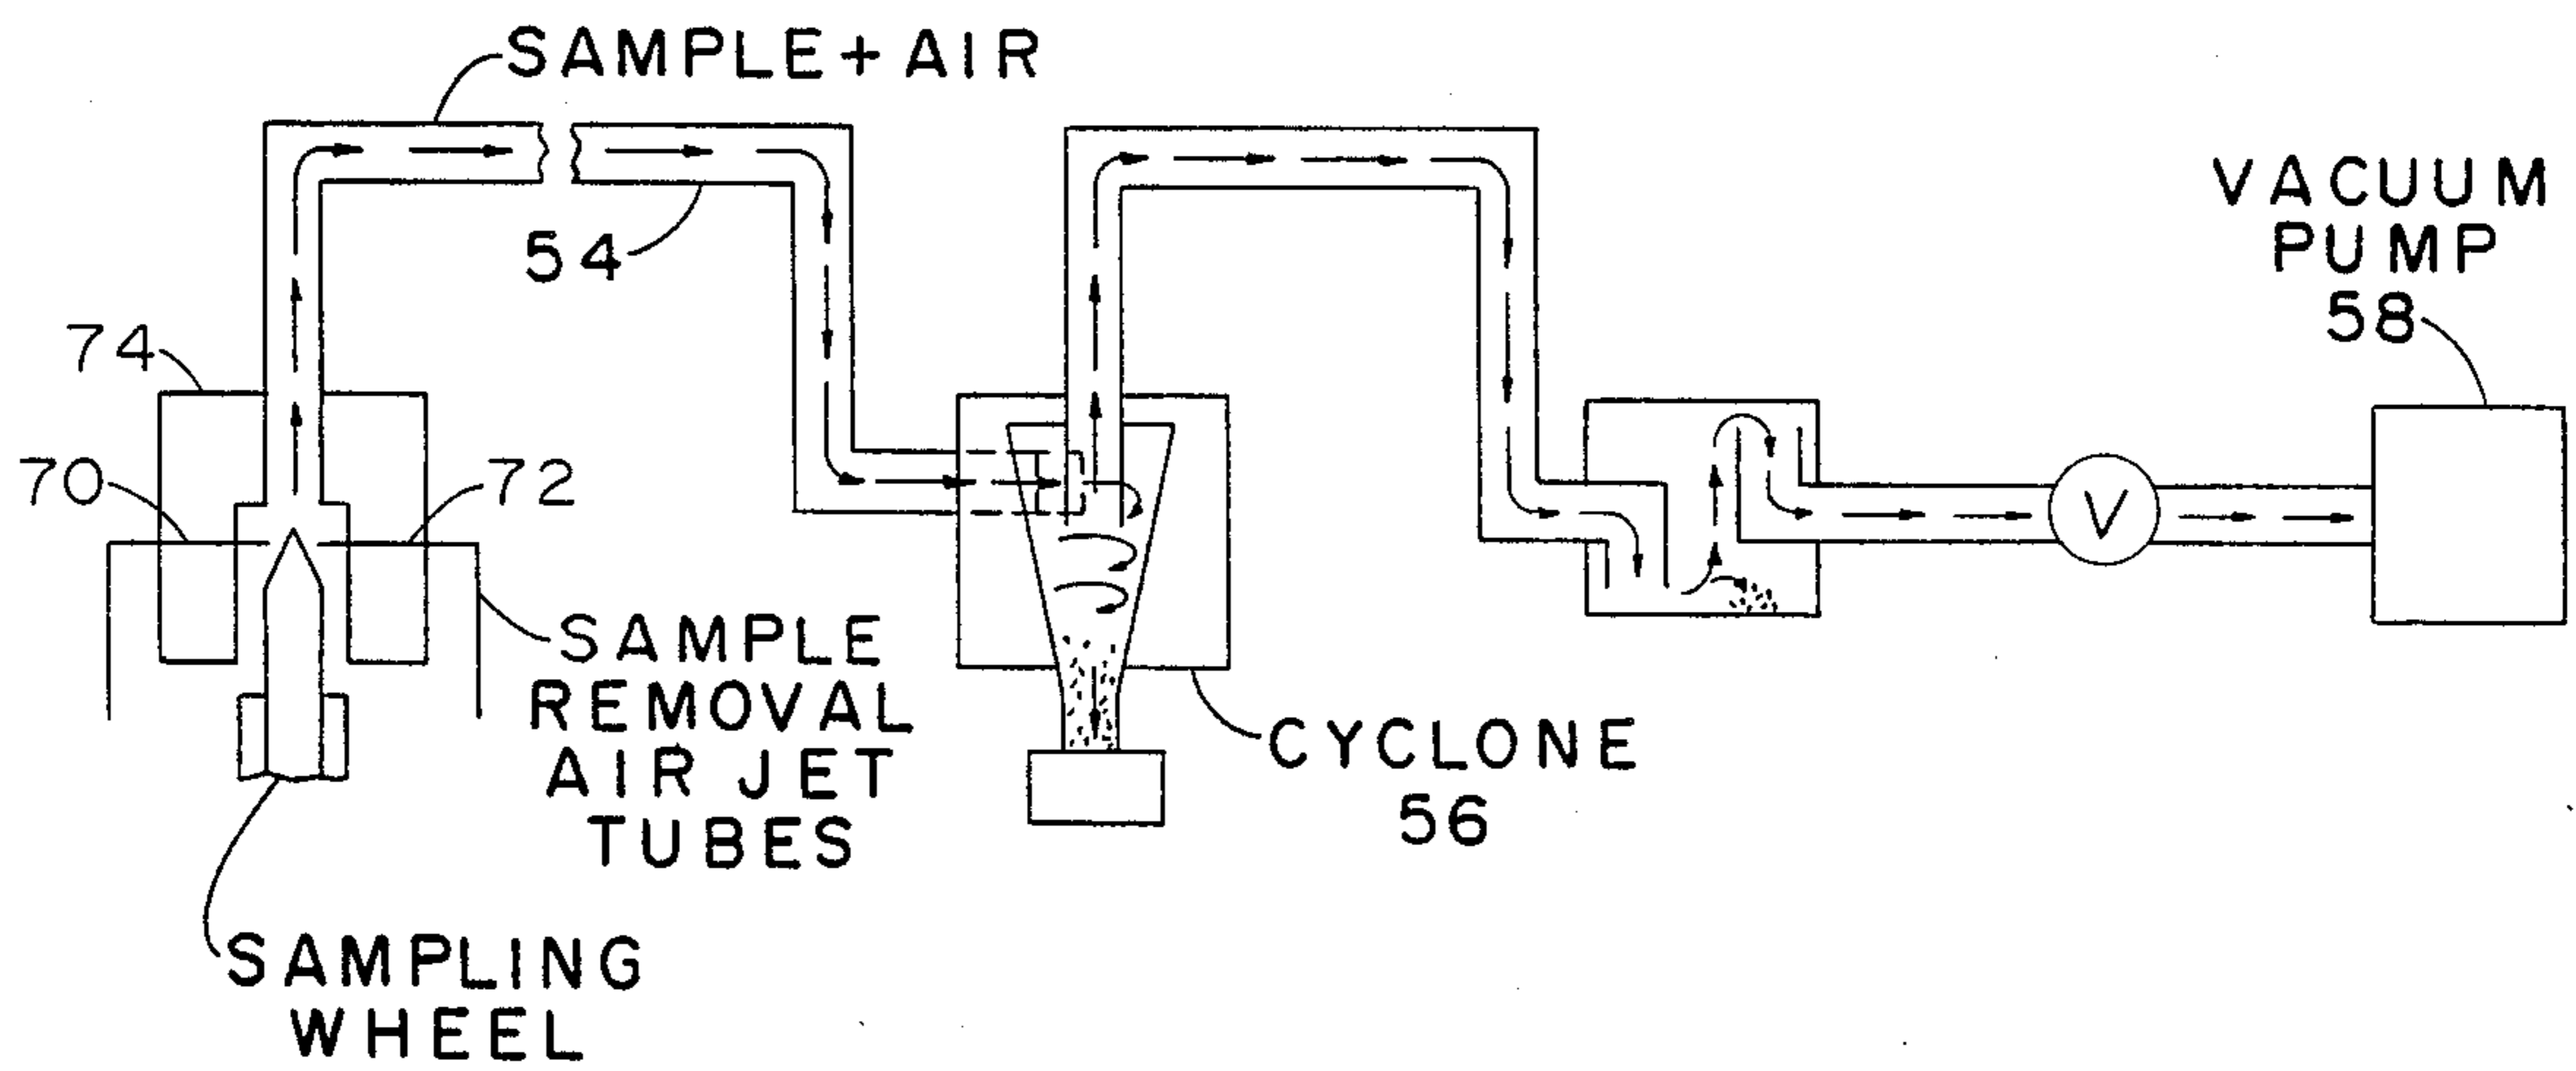 SAMPLE + AIR
54
74
70
72
SAMPLE
REMOVAL
AIR JET
TUBES
SAMPLING
WHEEL
CYCLONE
56
V
VACUUM
PUMP
58